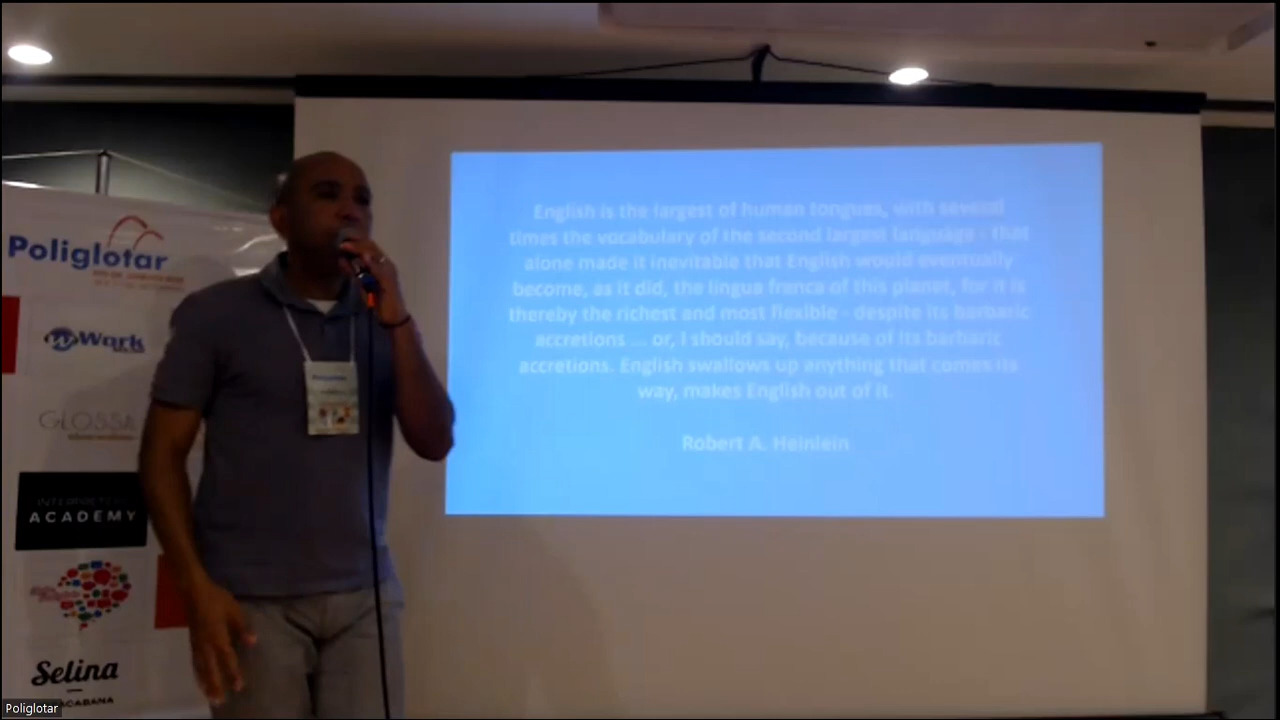 English is the largest of human tongues, with several
times the vocabulary of the second largest language - that
alone made it inevitable that English would eventually
become, as it did, the lingua franca of this planet, for it is
thereby the richest and most flexible - despite its barbaric
accretions ... or, I should say, because of its barbaric
accretions. English swallows up anything that comes its
way, makes English out of it.
Robert A. Heinlein
Poliglotar
Wark
GLOSSA
ACADEMY
Selina
Poliglotar